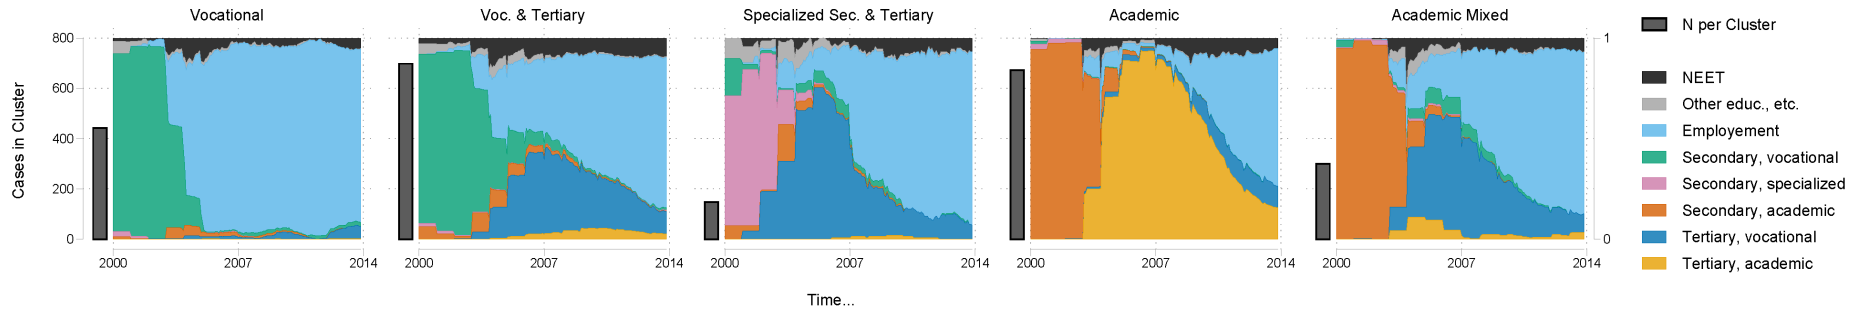 Vocational
Voc. & Tertiary
Specialized Sec. & Tertiary
Academic
Academic Mixed
Cases in Cluster
800
600
400
200
0
1
0
2000 2007 2014
2000 2007 2014
2000 2007 2014
2000 2007 2014
2000 2007 2014
Time...
N per Cluster
NEET
Other educ., etc.
Employement
Secondary, vocational
Secondary, specialized
Secondary, academic
Tertiary, vocational
Tertiary, academic